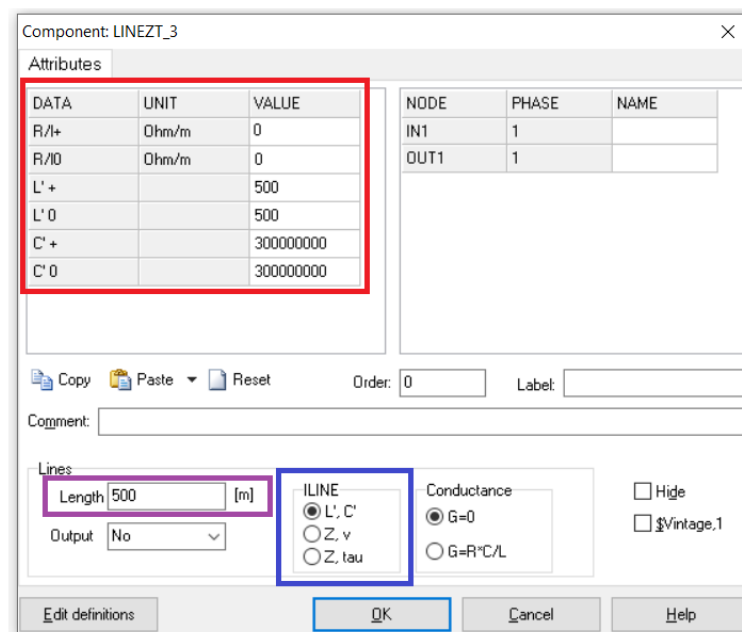 Component: LINEZT_3
Attributes
DATA UNIT VALUE
R/l+ Ohm/m 0
R/l0 Ohm/m 0
L' + 500
L' 0 500
C' + 300000000
C' 0 300000000
NODE PHASE NAME
IN1 1
OUT1 1
Copy Paste Reset Order: 0 Label:
Comment:
Lines
Length 500 [m]
Output No
ILINE
L', C'
Z, v
Z, tau
Conductance
G=0
G=R*C/L
Hide
$Vintage,1
Edit definitions OK Cancel Help